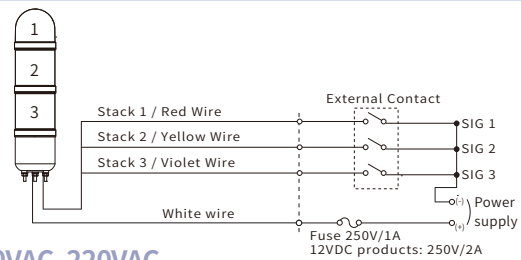 1
2
3
Stack 1 / Red Wire
Stack 2 / Yellow Wire
Stack 3 / Violet Wire
White wire
External Contact
SIG 1
SIG 2
SIG 3
(-)
(+)
Power
supply
Fuse 250V/1A
12VDC products: 250V/2A
220VAC